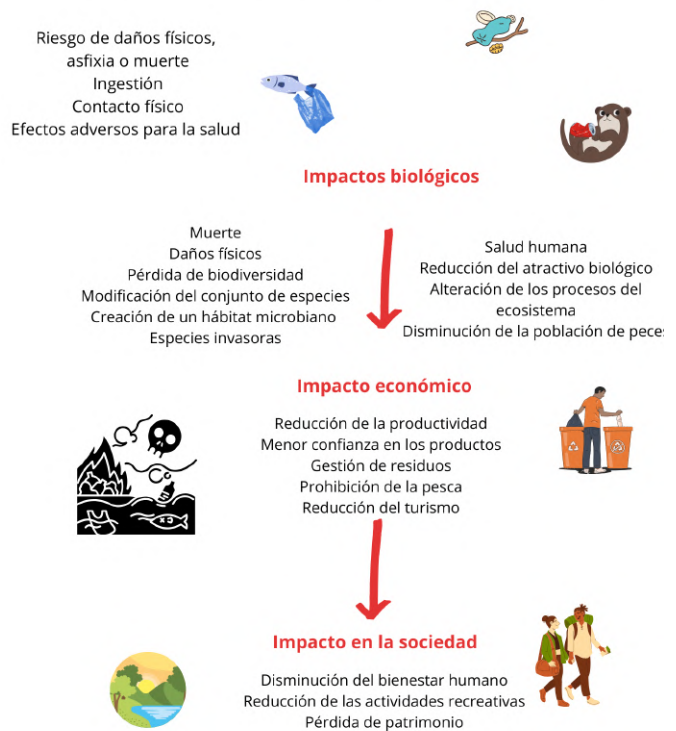 Riesgo de daños físicos,
asfixia o muerte
Ingestión
Contacto físico
Efectos adversos para la salud
Impactos biológicos
Muerte
Daños físicos
Pérdida de biodiversidad
Modificación del conjunto de especies
Creación de un hábitat microbiano
Especies invasoras
Salud humana
Reducción del atractivo biológico
Alteración de los procesos del
ecosistema
Disminución de la población de peces
Impacto económico
Reducción de la productividad
Menor confianza en los productos
Gestión de residuos
Prohibición de la pesca
Reducción del turismo
Impacto en la sociedad
Disminución del bienestar humano
Reducción de las actividades recreativas
Pérdida de patrimonio